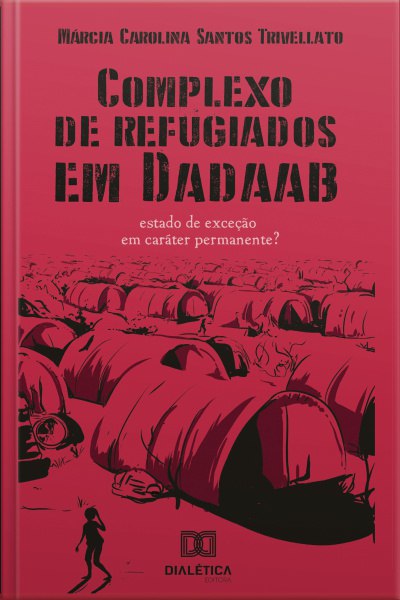 Márcia Carolina Santos Trivellato
Complexo
de refugiados
em Dadaab
estado de exceção
em caráter permanente?
DIALÉTICA
EDITORA